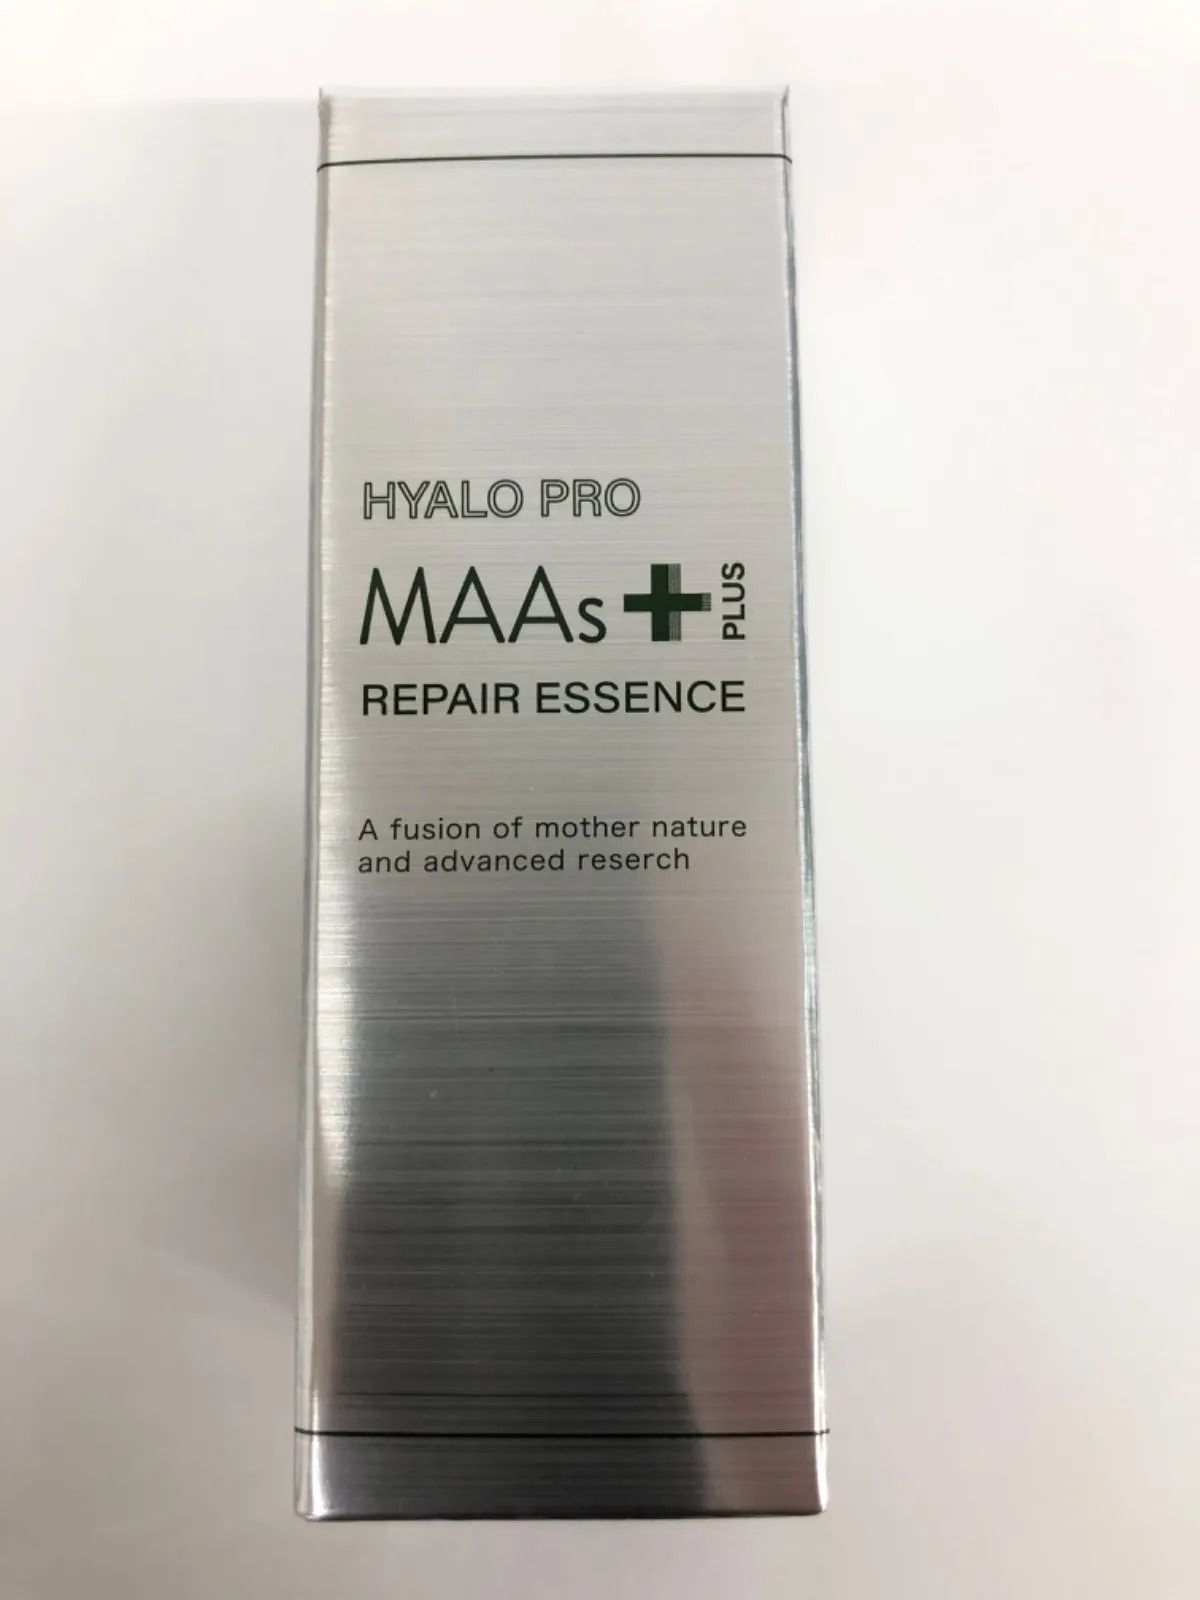 HYALO PRO
MAAs + PLUS
REPAIR ESSENCE
A fusion of mother nature
and advanced reserch